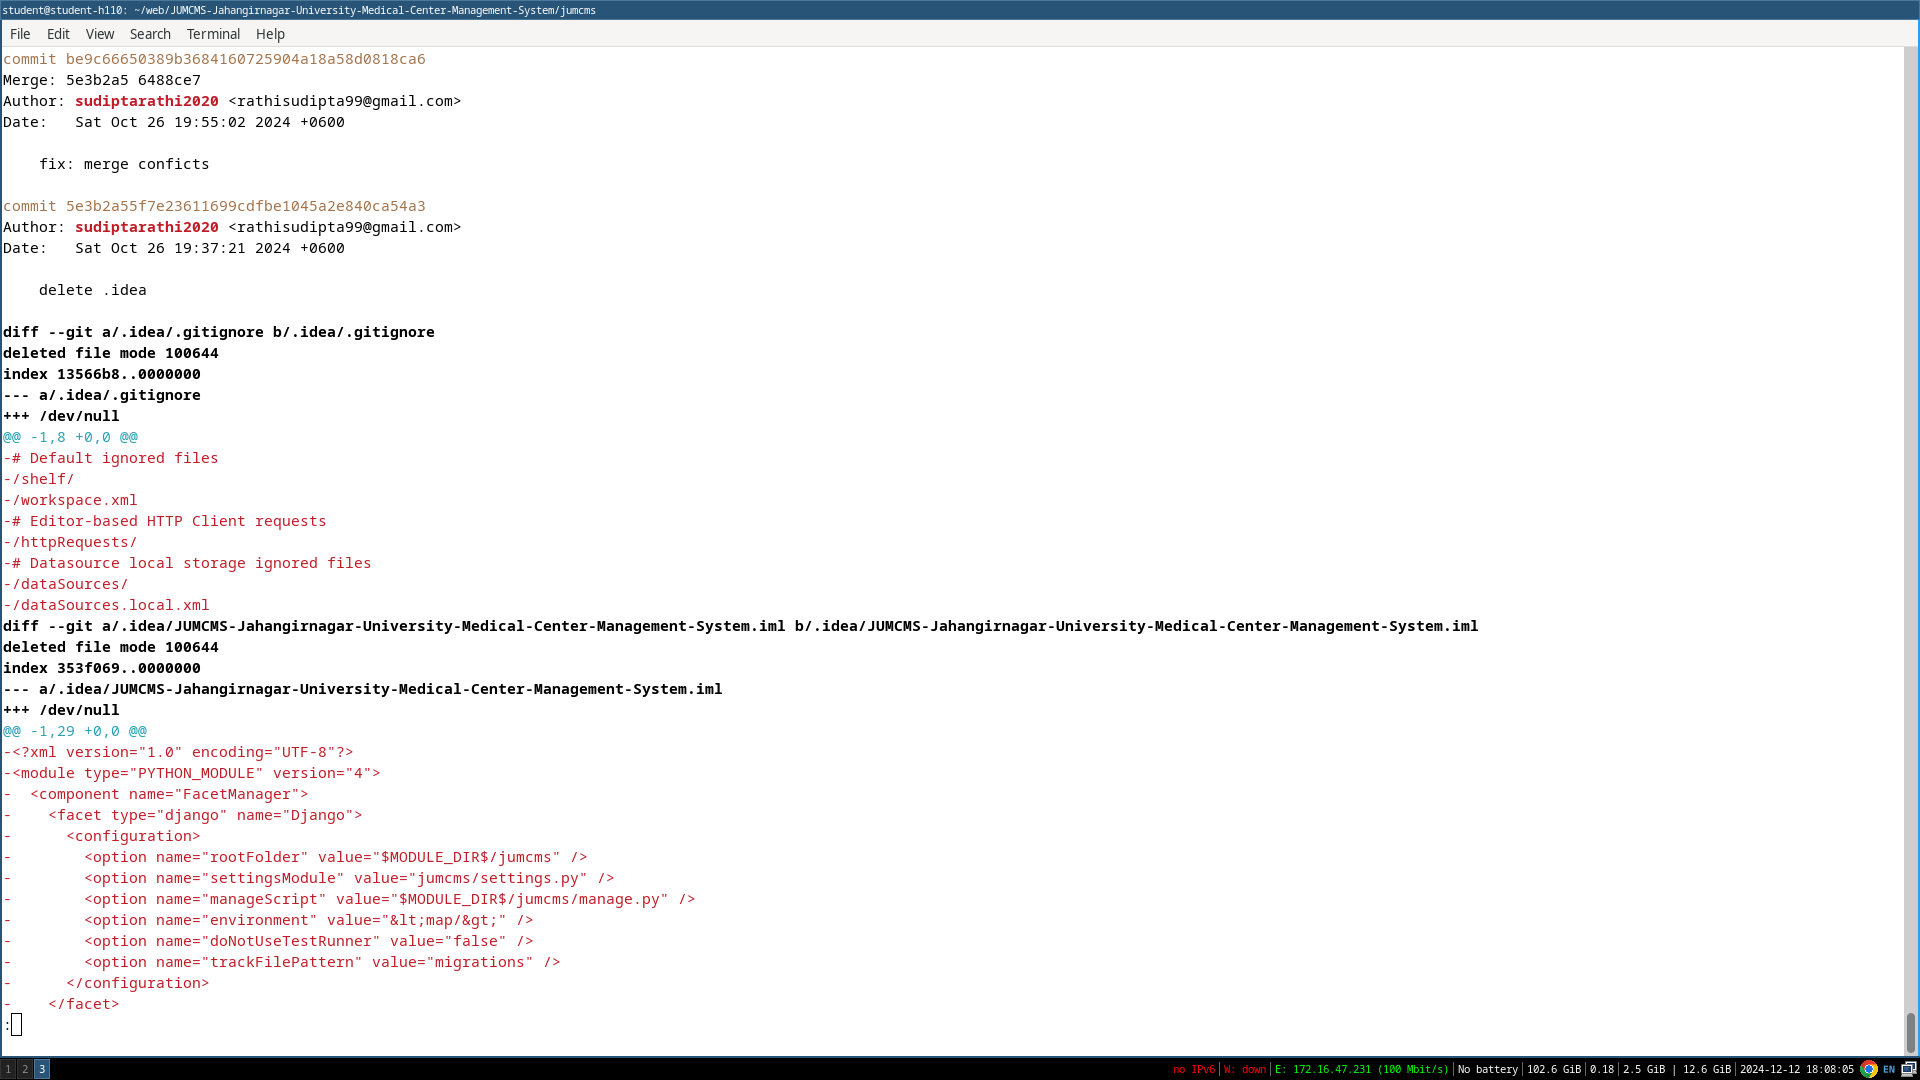 student@student-h110: ~/web/JUMCMS-Jahangirnagar-University-Medical-Center-Management-System/jumcms
File Edit View Search Terminal Help
commit be9c66650389b3684160725904a18a58d0818ca6
Merge: 5e3b2a5 6488ce7
Author: sudiptarathi2020 <rathisudipta99@gmail.com>
Date:   Sat Oct 26 19:55:02 2024 +0600
    fix: merge conficts
commit 5e3b2a55f7e23611699cdfbe1045a2e840ca54a3
Author: sudiptarathi2020 <rathisudipta99@gmail.com>
Date:   Sat Oct 26 19:37:21 2024 +0600
    delete .idea
diff --git a/.idea/.gitignore b/.idea/.gitignore
deleted file mode 100644
index 13566b8..0000000
--- a/.idea/.gitignore
+++ /dev/null
@@ -1,8 +0,0 @@
-# Default ignored files
-/shelf/
-/workspace.xml
-# Editor-based HTTP Client requests
-/httpRequests/
-# Datasource local storage ignored files
-/dataSources/
-/dataSources.local.xml
diff --git a/.idea/JUMCMS-Jahangirnagar-University-Medical-Center-Management-System.iml b/.idea/JUMCMS-Jahangirnagar-University-Medical-Center-Management-System.iml
deleted file mode 100644
index 353f069..0000000
--- a/.idea/JUMCMS-Jahangirnagar-University-Medical-Center-Management-System.iml
+++ /dev/null
@@ -1,29 +0,0 @@
-<?xml version="1.0" encoding="UTF-8"?>
-<module type="PYTHON_MODULE" version="4">
-  <component name="FacetManager">
-    <facet type="django" name="Django">
-      <configuration>
-        <option name="rootFolder" value="$MODULE_DIR$/jumcms" />
-        <option name="settingsModule" value="jumcms/settings.py" />
-        <option name="manageScript" value="$MODULE_DIR$/jumcms/manage.py" />
-        <option name="environment" value="&lt;map/&gt;" />
-        <option name="doNotUseTestRunner" value="false" />
-        <option name="trackFilePattern" value="migrations" />
-      </configuration>
-    </facet>
:
1 2 3 no IPv6 | W: down | E: 172.16.47.231 (100 Mbit/s) | No battery | 102.6 GiB | 0.18 | 2.5 GiB | 12.6 GiB | 2024-12-12 18:08:05 EN